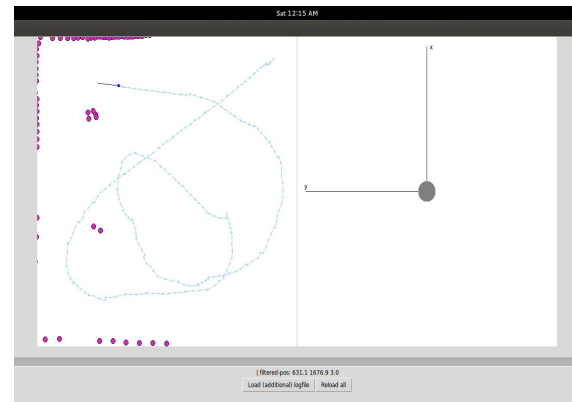 Sat 12:15 AM
x
y
| filtered-pos: 631.1 1676.9 3.0
Load (additional) logfile
Reload all